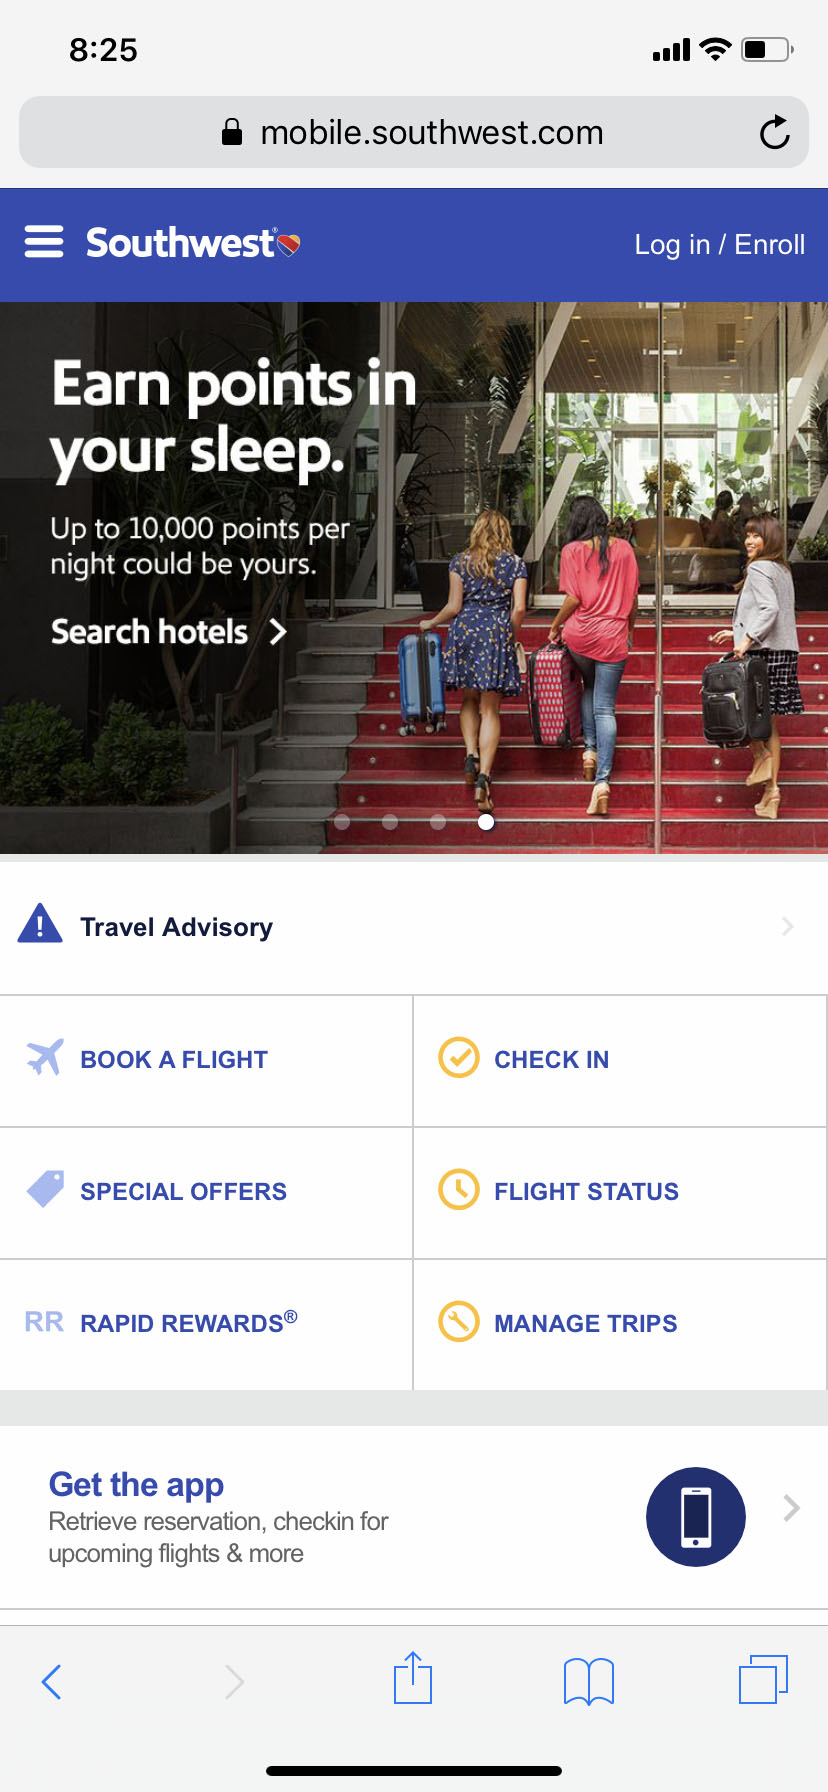 8:25
mobile.southwest.com
Southwest®
Log in / Enroll
Earn points in
your sleep.
Up to 10,000 points per
night could be yours.
Search hotels
Travel Advisory
BOOK A FLIGHT
CHECK IN
SPECIAL OFFERS
FLIGHT STATUS
RR RAPID REWARDS®
MANAGE TRIPS
Get the app
Retrieve reservation, checkin for
upcoming flights & more